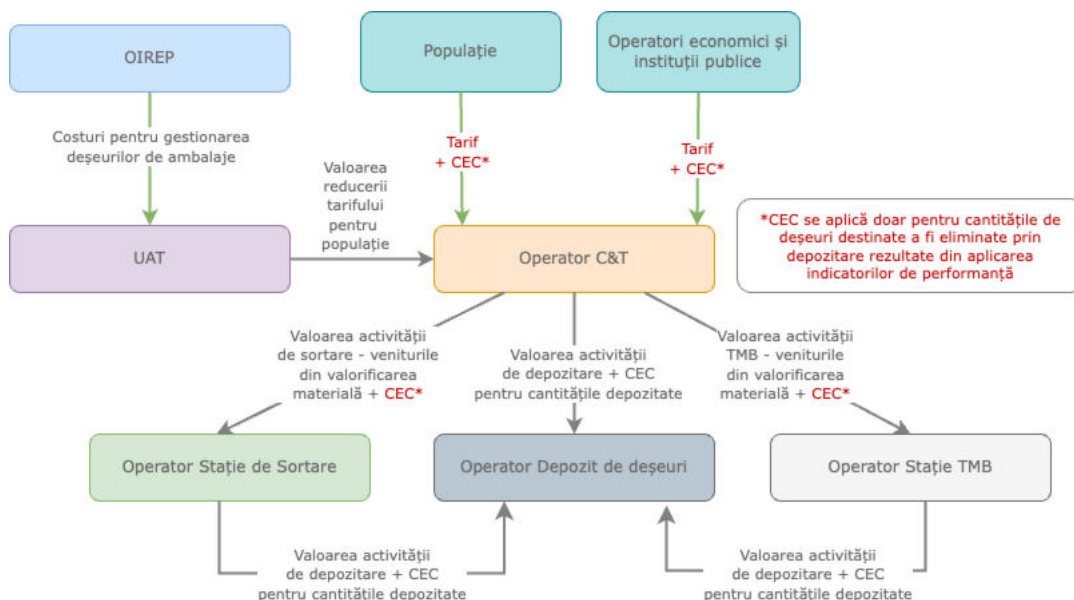 OIREP
Populație
Operatori economici și
instituții publice
Costuri pentru gestionarea
deșeurilor de ambalaje
Tarif
+ CEC*
Tarif
+ CEC*
Valoarea
reducerii
tarifului
pentru
populație
UAT
Operator C&T
*CEC se aplică doar pentru cantitățile de
deșeuri destinate a fi eliminate prin
depozitare rezultate din aplicarea
indicatorilor de performanță
Valoarea activității
de sortare - veniturile
din valorificarea
materială + CEC*
Valoarea activității
de depozitare + CEC
pentru cantitățile depozitate
Valoarea activității
TMB - veniturile
din valorificarea
materială + CEC*
Operator Stație de Sortare
Operator Depozit de deșeuri
Operator Stație TMB
Valoarea activității
de depozitare + CEC
pentru cantitățile depozitate
Valoarea activității
de depozitare + CEC
pentru cantitățile depozitate